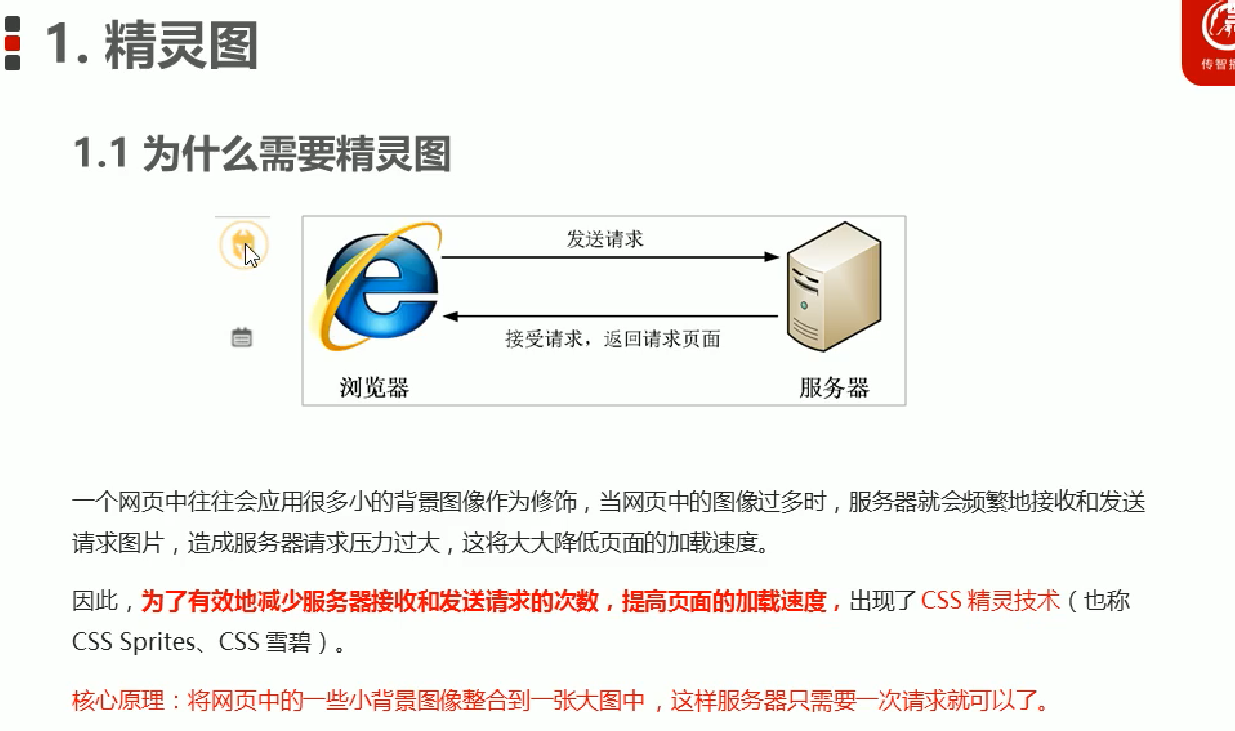 1. 精灵图
传智播
1.1 为什么需要精灵图
发送请求
接受请求，返回请求页面
浏览器
服务器
一个网页中往往会应用很多小的背景图像作为修饰，当网页中的图像过多时，服务器就会频繁地接收和发送
请求图片，造成服务器请求压力过大，这将大大降低页面的加载速度。
因此，为了有效地减少服务器接收和发送请求的次数，提高页面的加载速度，出现了 CSS 精灵技术（也称
CSS Sprites、CSS 雪碧）。
核心原理：将网页中的一些小背景图像整合到一张大图中，这样服务器只需要一次请求就可以了。